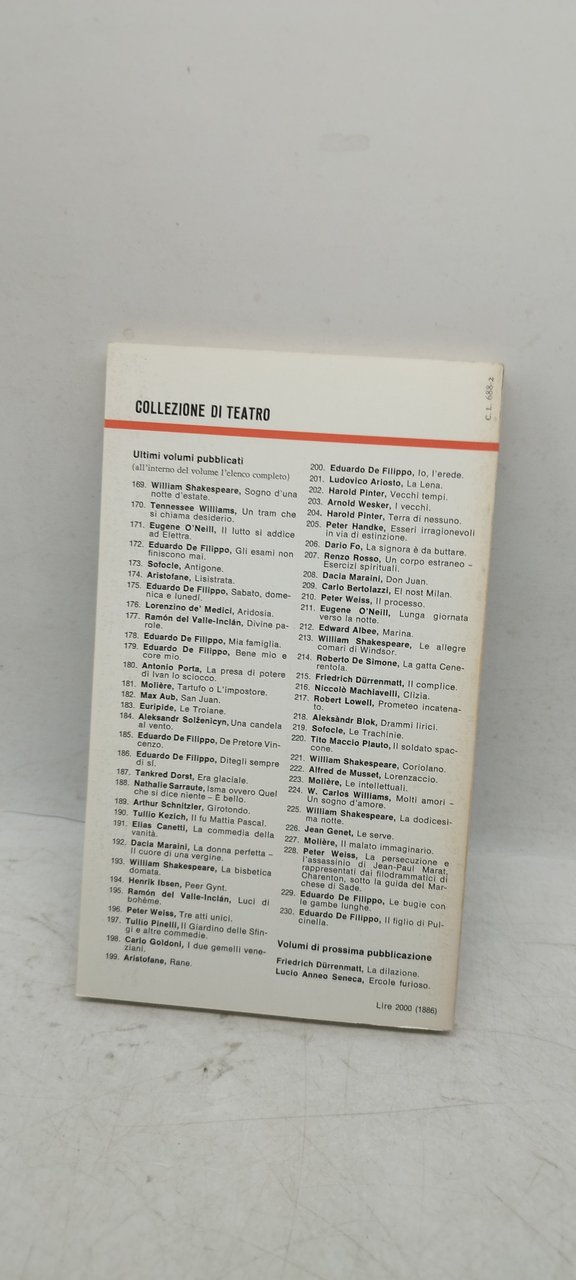 COLLEZIONE DI TEATRO
C. L. 688-2
Ultimi volumi pubblicati
(all'interno del volume l'elenco completo)
169. William Shakespeare, Sogno d'una
notte d'estate.
170. Tennessee Williams, Un tram che
si chiama desiderio.
171. Eugene O'Neill, Il lutto si addice
ad Elettra.
172. Eduardo De Filippo, Gli esami non
finiscono mai.
173. Sofocle, Antigone.
174. Aristofane, Lisistrata.
175. Eduardo De Filippo, Sabato, dome-
nica e lunedí.
176. Lorenzino de' Medici, Aridosia.
177. Ramón del Valle-Inclán, Divine pa-
role.
178. Eduardo De Filippo, Mia famiglia.
179. Eduardo De Filippo, Bene mio e
core mio.
180. Antonio Porta, La presa di potere
di Ivan lo sciocco.
181. Molière, Tartufo o L'impostore.
182. Max Aub, San Juan.
183. Euripide, Le Troiane.
184. Aleksandr Solženicyn, Una candela
al vento.
185. Eduardo De Filippo, De Pretore Vin-
cenzo.
186. Eduardo De Filippo, Ditegli sempre
di sí.
187. Tankred Dorst, Era glaciale.
188. Nathalie Sarraute, Isma ovvero Quel
che si dice niente – È bello.
189. Arthur Schnitzler, Girotondo.
190. Tullio Kezich, Il fu Mattia Pascal.
191. Elias Canetti, La commedia della
vanità.
192. Dacia Maraini, La donna perfetta –
Il cuore di una vergine.
193. William Shakespeare, La bisbetica
domata.
194. Henrik Ibsen, Peer Gynt.
195. Ramón del Valle-Inclán, Luci di
bohème.
196. Peter Weiss, Tre atti unici.
197. Tullio Pinelli, Il Giardino delle Sfin-
gi e altre commedie.
198. Carlo Goldoni, I due gemelli vene-
ziani.
199. Aristofane, Rane.
200. Eduardo De Filippo, Io, l'erede.
201. Ludovico Ariosto, La Lena.
202. Harold Pinter, Vecchi tempi.
203. Arnold Wesker, I vecchi.
204. Harold Pinter, Terra di nessuno.
205. Peter Handke, Esseri irragionevoli
in via di estinzione.
206. Dario Fo, La signora è da buttare.
207. Renzo Rosso, Un corpo estraneo –
Esercizi spirituali.
208. Dacia Maraini, Don Juan.
209. Carlo Bertolazzi, El nost Milan.
210. Peter Weiss, Il processo.
211. Eugene O'Neill, Lunga giornata
verso la notte.
212. Edward Albee, Marina.
213. William Shakespeare, Le allegre
comari di Windsor.
214. Roberto De Simone, La gatta Cene-
rentola.
215. Friedrich Dürrenmatt, Il complice.
216. Niccolò Machiavelli, Clizia.
217. Robert Lowell, Prometeo incatena-
to.
218. Aleksàndr Blok, Drammi lirici.
219. Sofocle, Le Trachinie.
220. Tito Maccio Plauto, Il soldato spac-
cone.
221. William Shakespeare, Coriolano.
222. Alfred de Musset, Lorenzaccio.
223. Molière, Le intellettuali.
224. W. Carlos Williams, Molti amori –
Un sogno d'amore.
225. William Shakespeare, La dodicesi-
ma notte.
226. Jean Genet, Le serve.
227. Molière, Il malato immaginario.
228. Peter Weiss, La persecuzione e
l'assassinio di Jean-Paul Marat,
rappresentati dai filodrammatici di
Charenton, sotto la guida del Mar-
chese di Sade.
229. Eduardo De Filippo, Le bugie con
le gambe lunghe.
230. Eduardo De Filippo, Il figlio di Pul-
cinella.
Volumi di prossima pubblicazione
Friedrich Dürrenmatt, La dilazione.
Lucio Anneo Seneca, Ercole furioso.
Lire 2000 (1886)